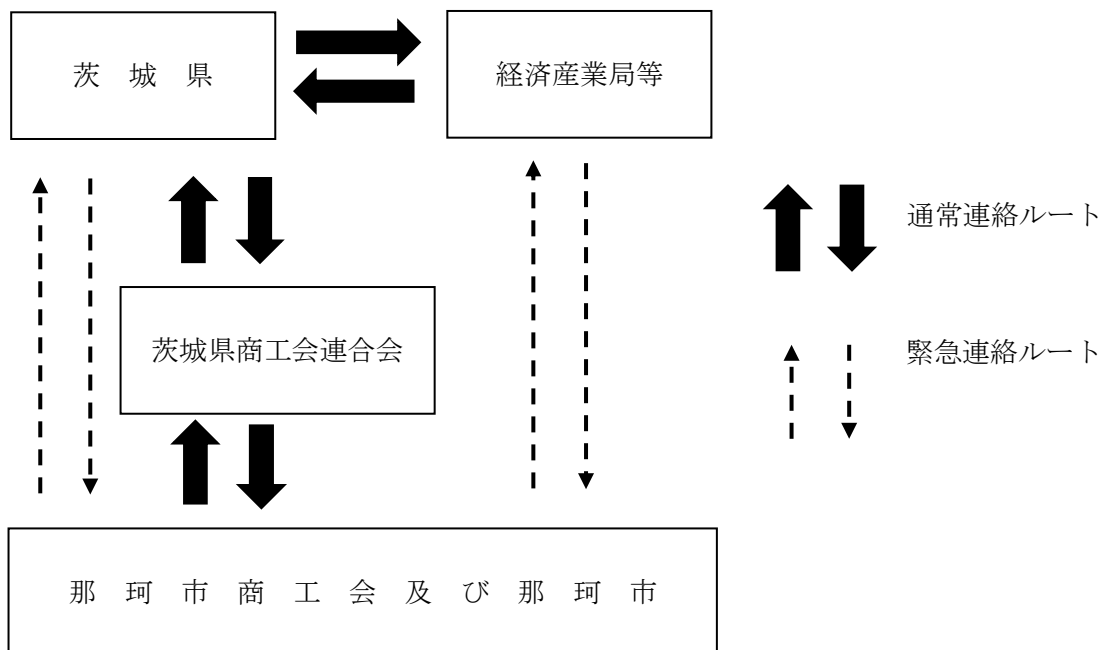 茨　城　県
経済産業局等
通常連絡ルート
茨城県商工会連合会
緊急連絡ルート
那　珂　市　商　工　会　及　び　那　珂　市